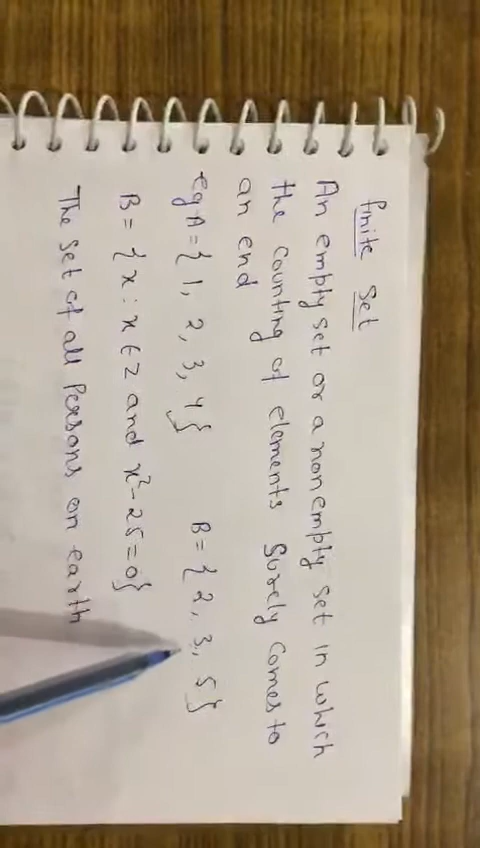 finite set
An empty set or a nonempty set in which
the counting of elements surely comes to
an end
eg A = {1, 2, 3, 4} B = {2, 3, 5}
B = {x : x ∈ z and x² - 25 = 0}
The set of all Persons on earth